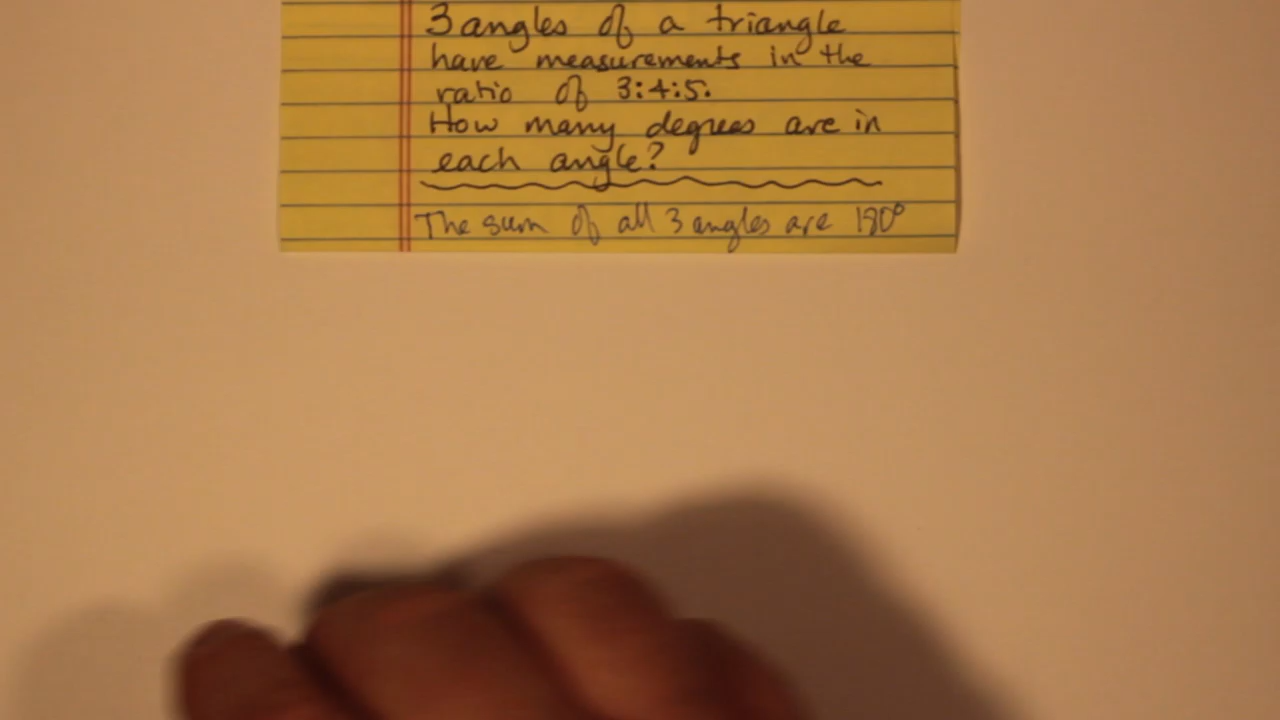 3 angles of a triangle
have measurements in the
ratio of 3:4:5.
How many degrees are in
each angle?
The sum of all 3 angles are 180°